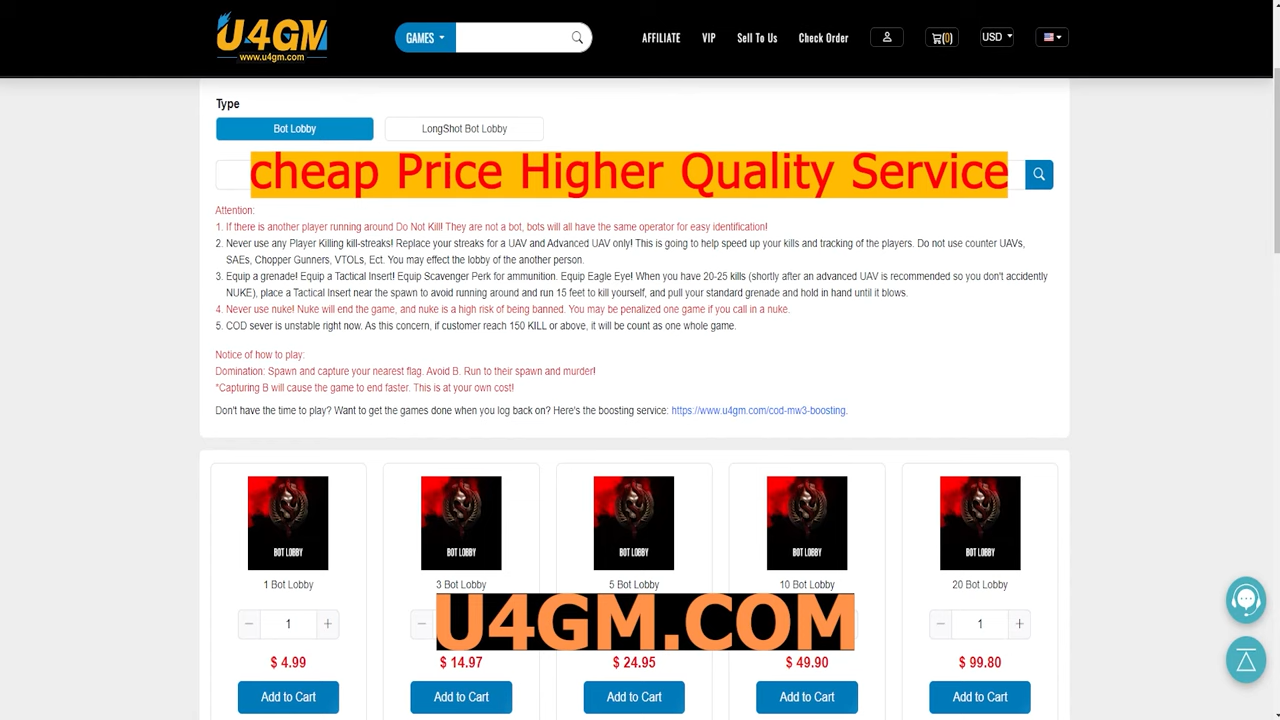 U4GM
www.u4gm.com
GAMES
AFFILIATE
VIP
Sell To Us
Check Order
(0)
USD
Type
Bot Lobby
LongShot Bot Lobby
cheap Price Higher Quality Service
Attention:
1. If there is another player running around Do Not Kill! They are not a bot, bots will all have the same operator for easy identification!
2. Never use any Player Killing kill-streaks! Replace your streaks for a UAV and Advanced UAV only! This is going to help speed up your kills and tracking of the players. Do not use counter UAVs,
SAEs, Chopper Gunners, VTOLs, Ect. You may effect the lobby of the another person.
3. Equip a grenade! Equip a Tactical Insert! Equip Scavenger Perk for ammunition. Equip Eagle Eye! When you have 20-25 kills (shortly after an advanced UAV is recommended so you don't accidently
NUKE), place a Tactical Insert near the spawn to avoid running around and run 15 feet to kill yourself, and pull your standard grenade and hold in hand until it blows.
4. Never use nuke! Nuke will end the game, and nuke is a high risk of being banned. You may be penalized one game if you call in a nuke.
5. COD sever is unstable right now. As this concern, if customer reach 150 KILL or above, it will be count as one whole game.
Notice of how to play:
Domination: Spawn and capture your nearest flag. Avoid B. Run to their spawn and murder!
*Capturing B will cause the game to end faster. This is at your own cost!
Don't have the time to play? Want to get the games done when you log back on? Here's the boosting service: https://www.u4gm.com/cod-mw3-boosting.
BOT LOBBY
BOT LOBBY
BOT LOBBY
BOT LOBBY
BOT LOBBY
1 Bot Lobby
3 Bot Lobby
5 Bot Lobby
10 Bot Lobby
20 Bot Lobby
− 1 +
−
U4GM.COM
− 1 +
$ 4.99
$ 14.97
$ 24.95
$ 49.90
$ 99.80
Add to Cart
Add to Cart
Add to Cart
Add to Cart
Add to Cart